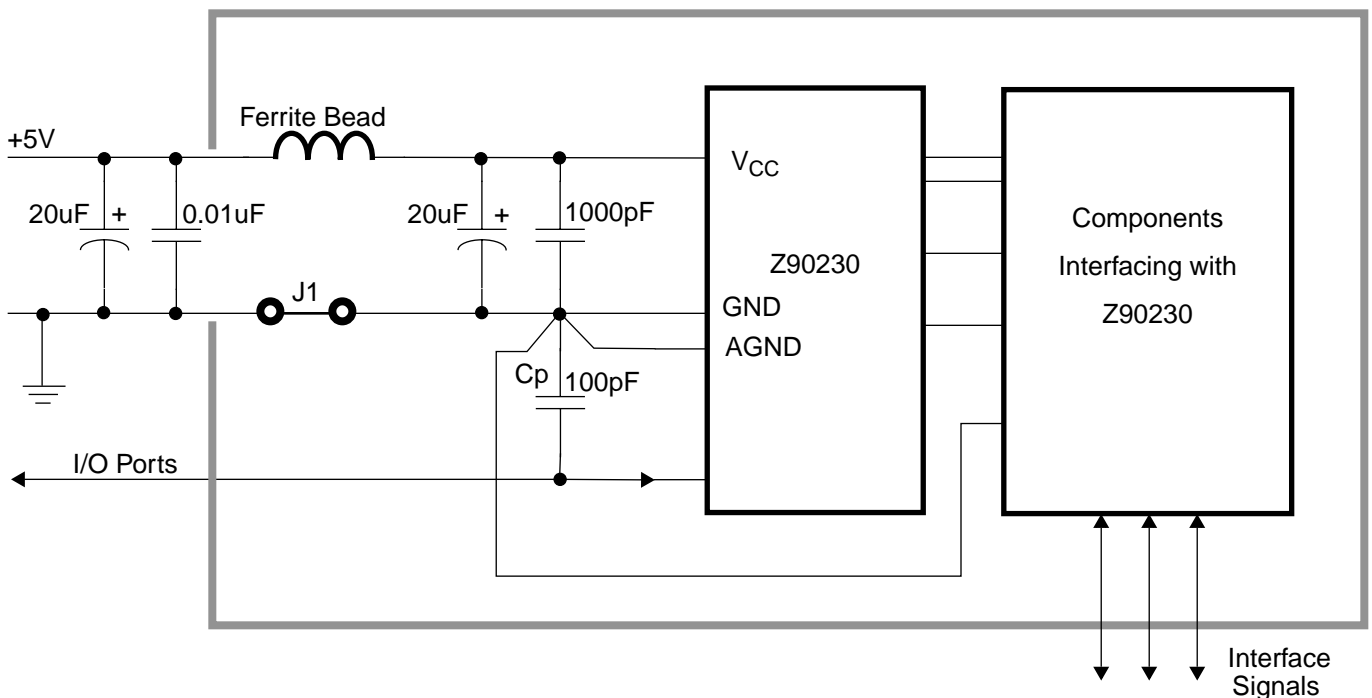 Ferrite Bead
+5V
VCC
20uF +
0.01uF
20uF +
1000pF
Components
Interfacing with
Z90230
Z90230
J1
GND
AGND
Cp
100pF
I/O Ports
Interface
Signals